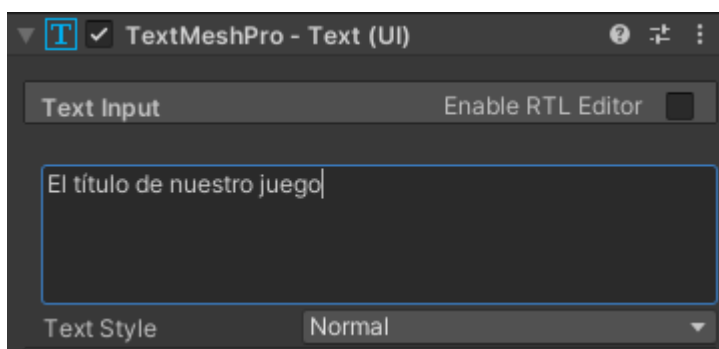 TextMeshPro - Text (UI)
Text Input Enable RTL Editor
El título de nuestro juego
Text Style Normal